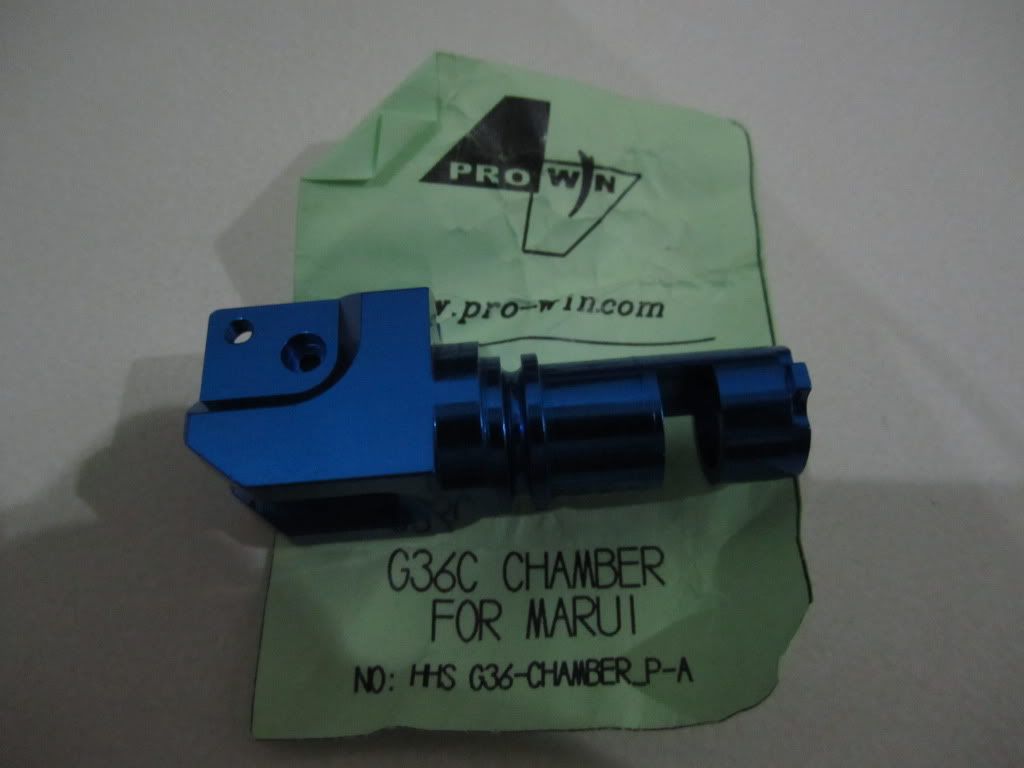 PRO WIN
.pro-win.com
G36C CHAMBER
FOR MARUI
NO: HHS G36-CHAMBER_P-A